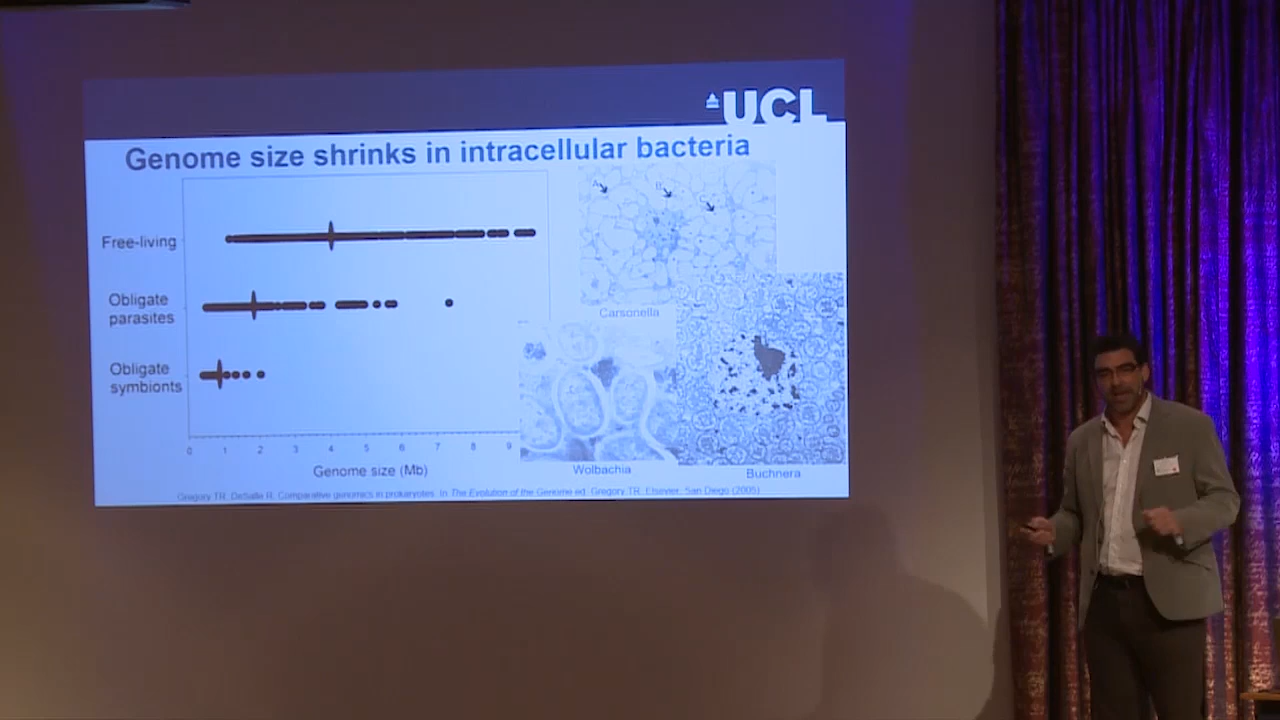 UCL
Genome size shrinks in intracellular bacteria
Free-living
Obligate
parasites
Obligate
symbionts
0 1 2 3 4 5 6 7 8 9
Genome size (Mb)
Carsonella
Wolbachia
Buchnera
Gregory TR, DeSalle R. Comparative genomics in prokaryotes. In The Evolution of the Genome ed. Gregory TR. Elsevier, San Diego (2005)